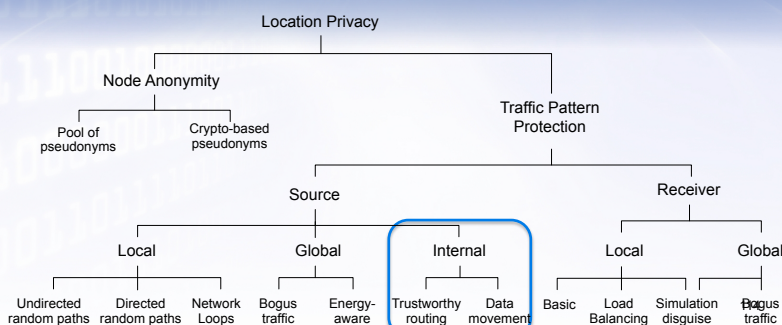 Location Privacy
Node Anonymity
Traffic Pattern
Protection
Pool of
pseudonyms
Crypto-based
pseudonyms
Source
Receiver
Local
Global
Internal
Local
Global
Undirected
random paths
Directed
random paths
Network
Loops
Bogus
traffic
Energy-
aware
Trustworthy
routing
Data
movement
Basic
Load
Balancing
Simulation
disguise
Bogus
traffic